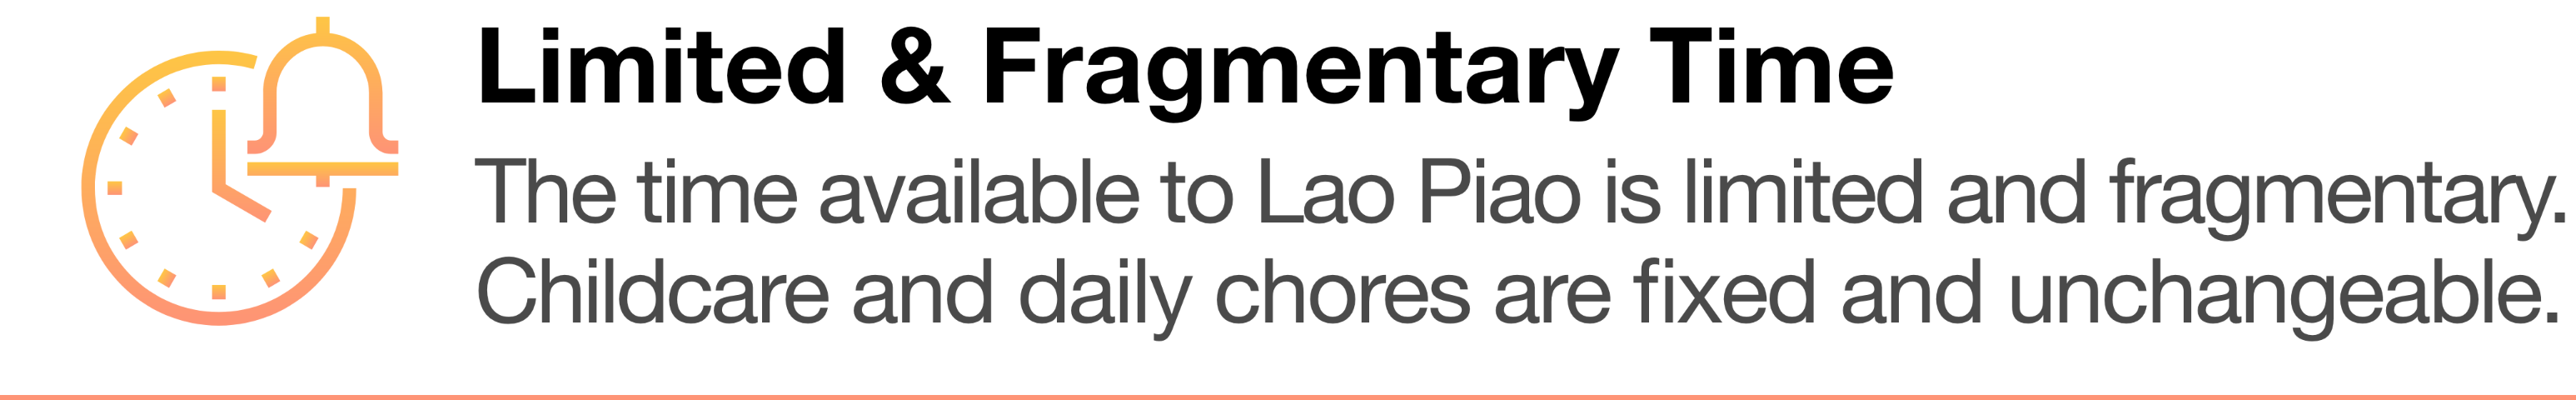 Limited & Fragmentary Time
The time available to Lao Piao is limited and fragmentary.
Childcare and daily chores are fixed and unchangeable.